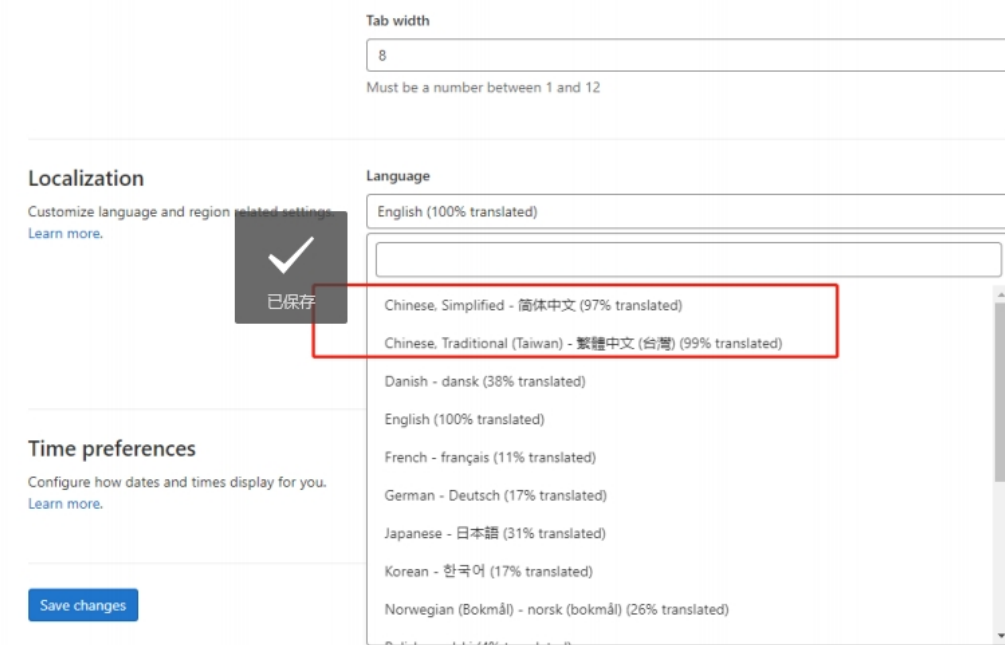 Tab width
8
Must be a number between 1 and 12
Localization
Customize language and region related settings.
Learn more.
Language
English (100% translated)
已保存
Chinese, Simplified - 简体中文 (97% translated)
Chinese, Traditional (Taiwan) - 繁體中文 (台灣) (99% translated)
Danish - dansk (38% translated)
English (100% translated)
French - français (11% translated)
German - Deutsch (17% translated)
Japanese - 日本語 (31% translated)
Korean - 한국어 (17% translated)
Norwegian (Bokmål) - norsk (bokmål) (26% translated)
Time preferences
Configure how dates and times display for you.
Learn more.
Save changes